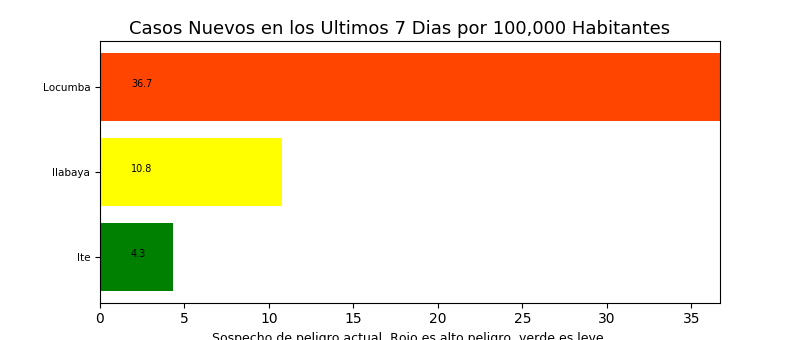 Casos Nuevos en los Ultimos 7 Dias por 100,000 Habitantes
Locumba
36.7
Ilabaya
10.8
Ite
4.3
0 5 10 15 20 25 30 35
Sospecho de peligro actual. Rojo es alto peligro, verde es leve